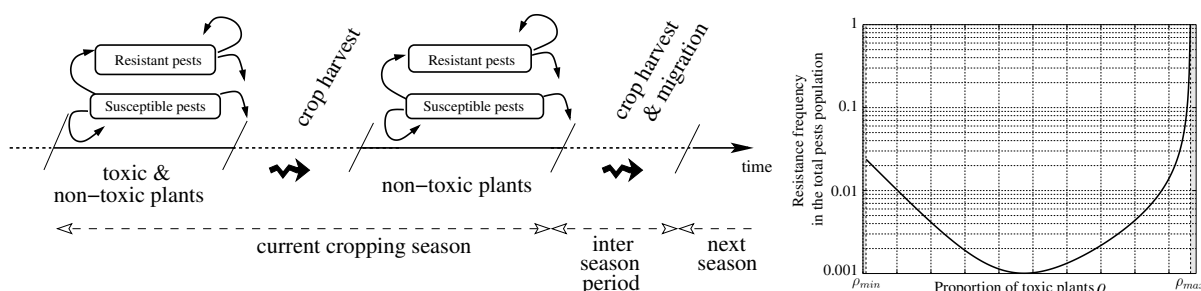 Resistant pests
Susceptible pests
crop harvest
Resistant pests
Susceptible pests
crop harvest
& migration
toxic &
non−toxic plants
non−toxic plants
time
current cropping season
inter
season
period
next
season
Resistance frequency
in the total pests population
1
0.1
0.01
0.001
ρmin
Proportion of toxic plants ρ